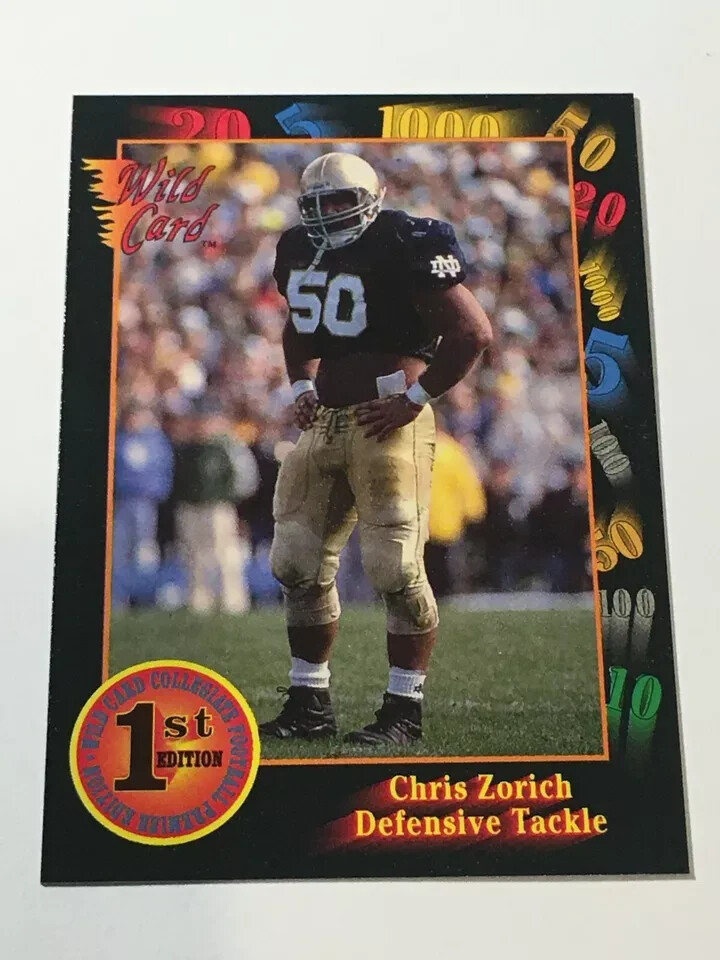 20 5 1000 50
Wild
Card™
20
1000
50
ND
5
100
50
100
10
WILD CARD COLLEGIATE FOOTBALL PREMIER EDITION •
1st
EDITION
Chris Zorich
Defensive Tackle